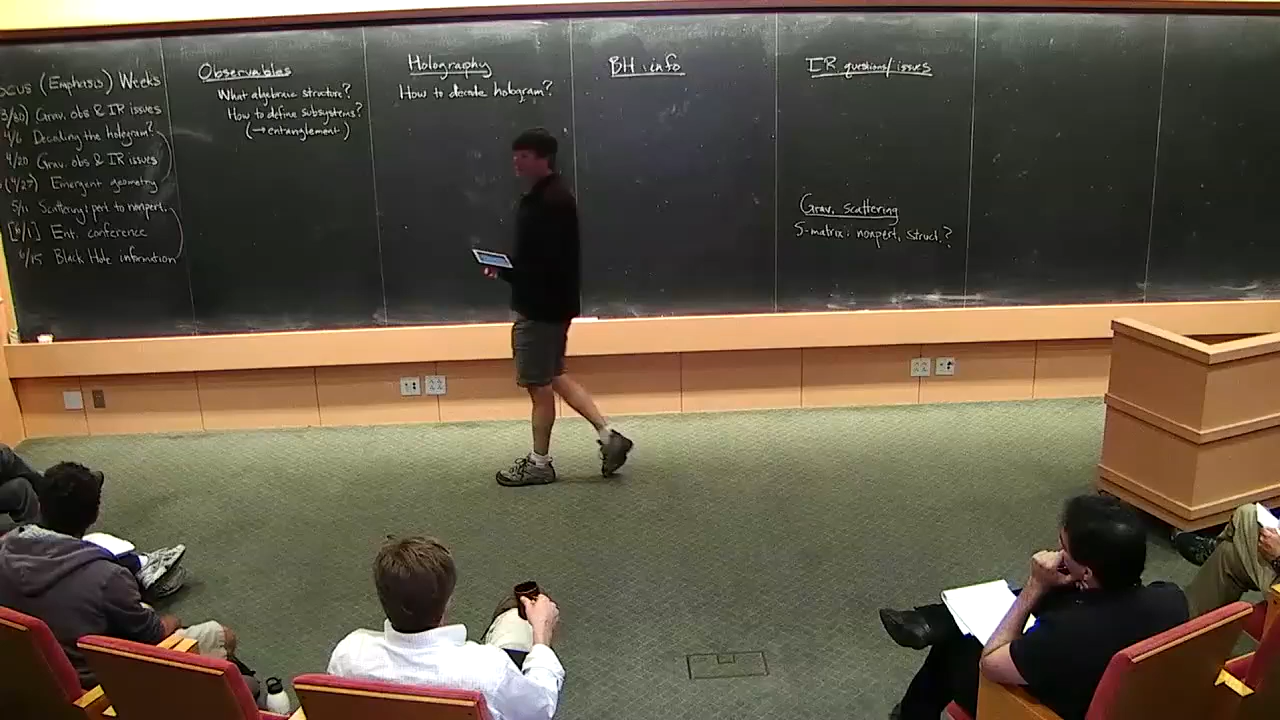 ocus (Emphasis) Weeks
3/30) Grav. obs & IR issues
4/6 Decoding the hologram?
4/20 Grav. obs & IR issues
(4/27) Emergent geometry
5/11 Scattering: pert to nonpert.
[6/1] Ent. conference
6/15 Black Hole information
Observables
What algebraic structure?
How to define subsystems?
(→ entanglement)
Holography
How to decode hologram?
BH info
IR questions/issues
Grav. scattering
S-matrix: nonpert. struct.?